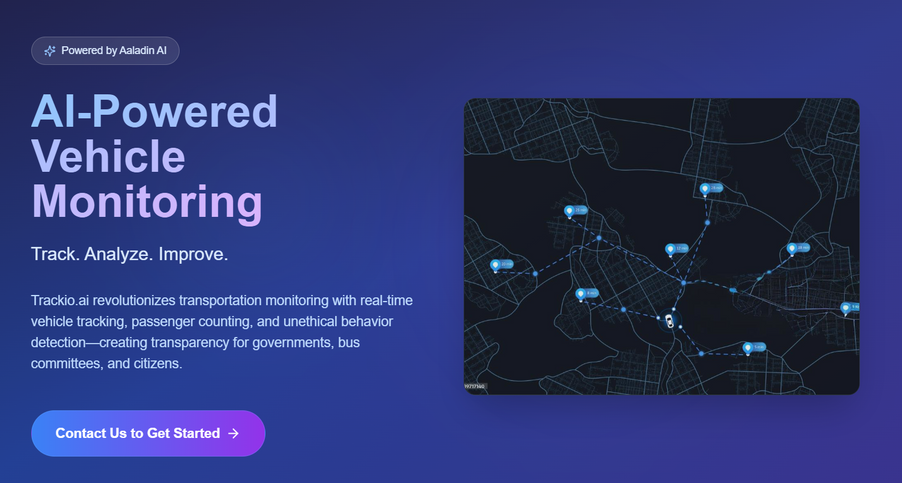 Powered by Aaladin AI
AI-Powered
Vehicle
Monitoring
Track. Analyze. Improve.
Trackio.ai revolutionizes transportation monitoring with real-time
vehicle tracking, passenger counting, and unethical behavior
detection—creating transparency for governments, bus
committees, and citizens.
Contact Us to Get Started